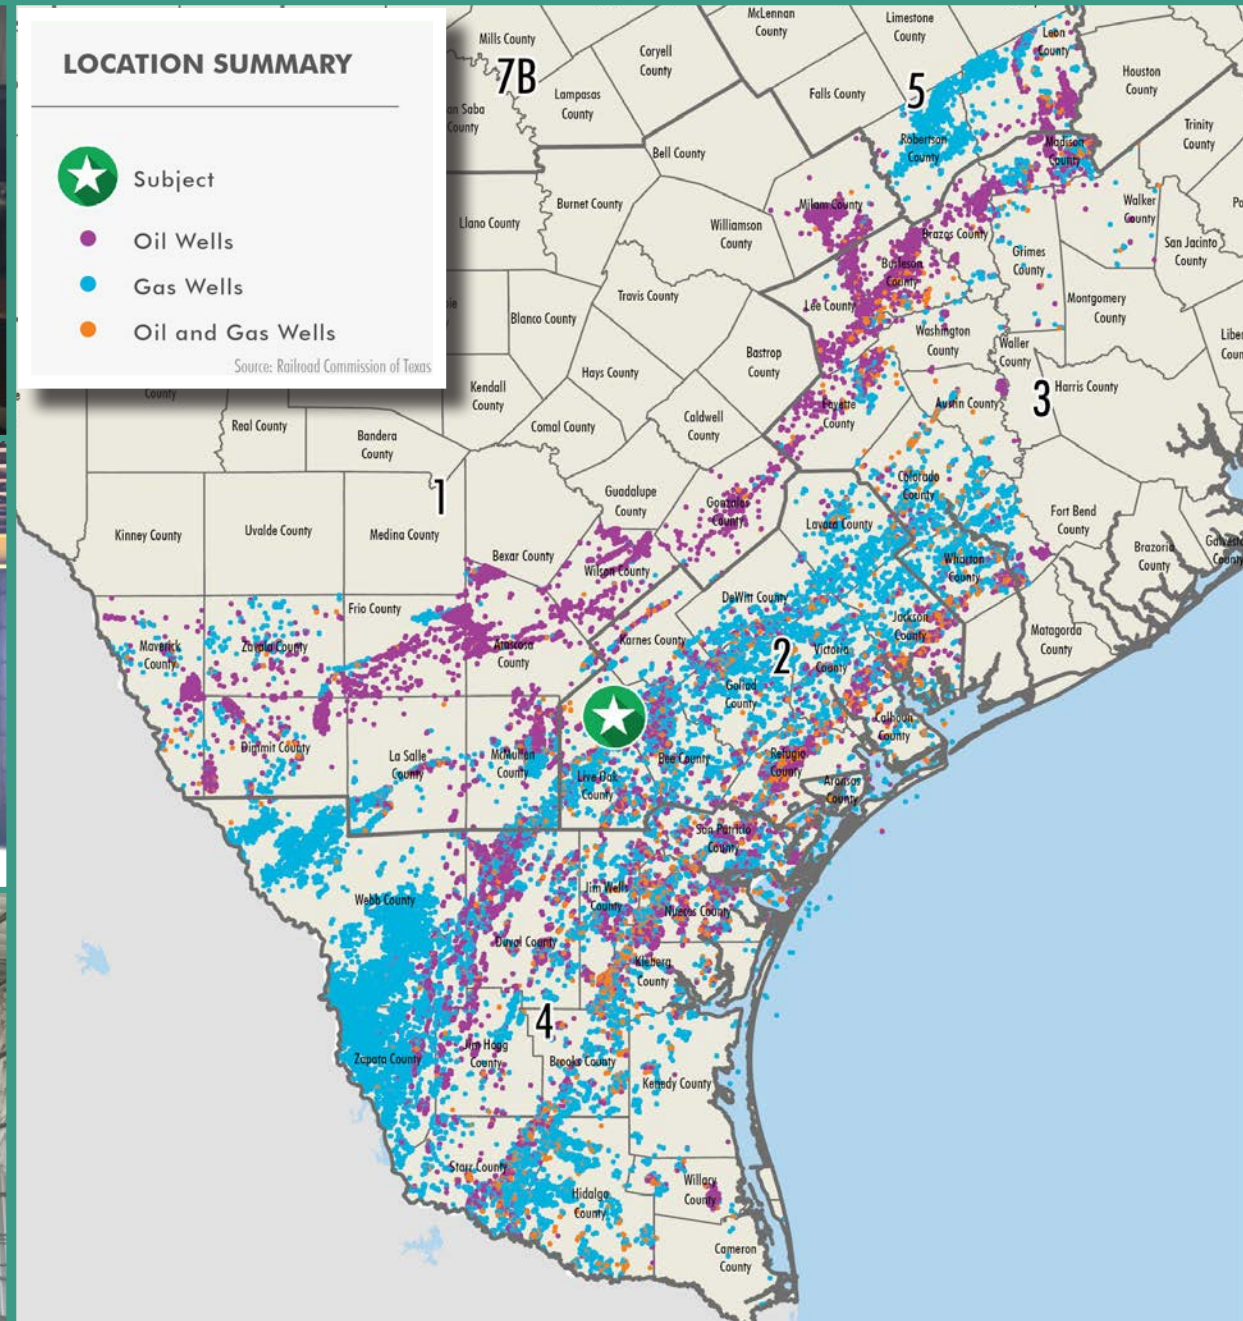 LOCATION SUMMARY
Subject
Oil Wells
Gas Wells
Oil and Gas Wells
Source: Railroad Commission of Texas
McLennan
County
Limestone
County
Leon
County
Mills County
7B
Coryell
County
Houston
County
Lampasas
County
Falls County
5
Saba
County
Trinity
County
Robertson
County
Madison
County
Bell County
Burnet County
Milam County
Walker
County
Llano County
Williamson
County
Brazos County
Grimes
County
San Jacinto
County
Burleson
County
Travis County
Blanco County
Lee County
Montgomery
County
Washington
County
Waller
County
Bastrop
County
Hays County
Kendall
County
County
Fayette
County
Austin County
3
Harris County
Real County
Bandera
County
Comal County
Caldwell
County
Colorado
County
1
Guadalupe
County
Gonzales
County
Lavaca County
Fort Bend
County
Kinney County
Uvalde County
Medina County
Bexar County
Wilson County
Wharton
County
Brazoria
County
Galveston
County
Frio County
DeWitt County
Jackson
County
Matagorda
County
Maverick
County
Zavala County
Atascosa
County
Karnes County
2
Victoria
County
Goliad
County
Calhoun
County
Dimmit County
La Salle
County
McMullen
County
Live Oak
County
Bee County
Refugio
County
Aransas
County
San Patricio
County
Webb County
Jim Wells
County
Nueces County
Duval County
Kleberg
County
4
Zapata County
Jim Hogg
County
Brooks County
Kenedy County
Starr County
Hidalgo
County
Willacy
County
Cameron
County